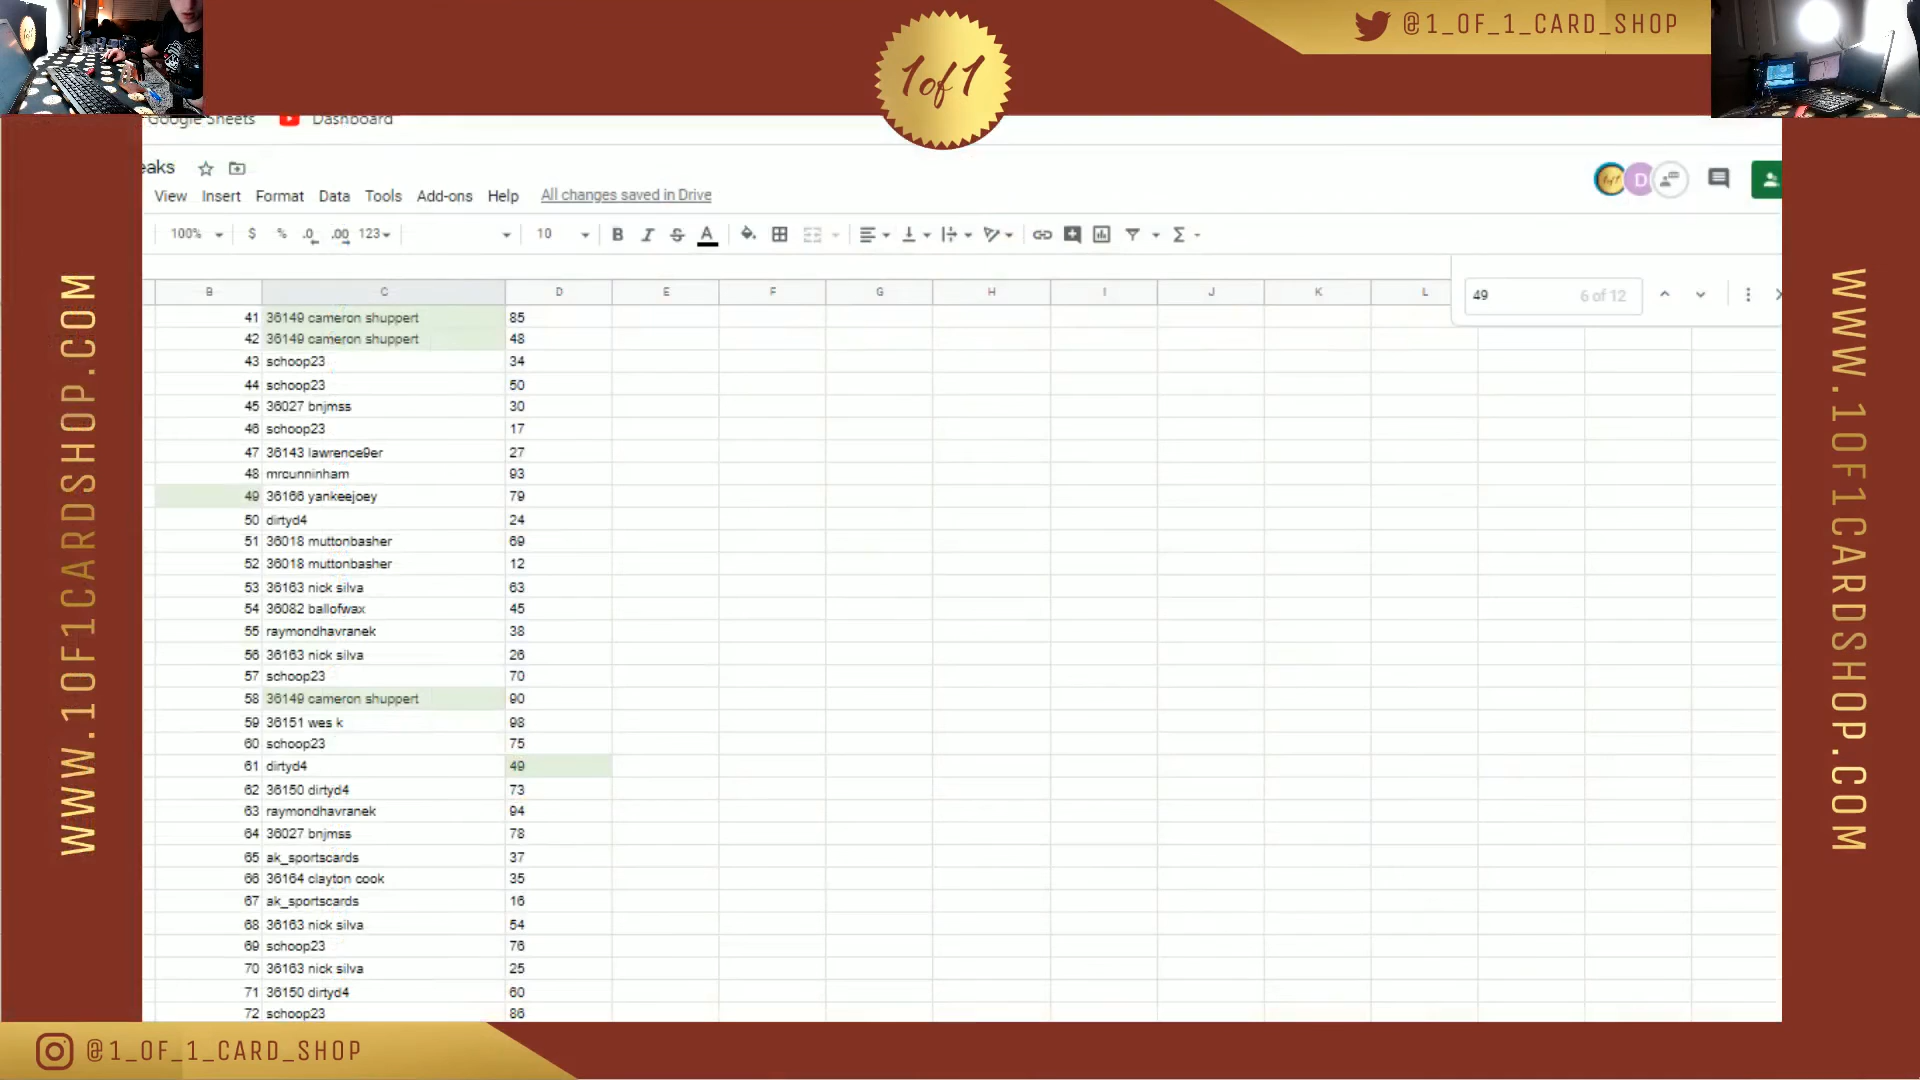 @1_OF_1_CARD_SHOP
1of1
Google Sheets Dashboard
eaks
View Insert Format Data Tools Add-ons Help All changes saved in Drive
D
100% $ % .0 .00 123 10 B I S A
B C D E F G H I J K L
49 6 of 12
41 36149 cameron shuppert 85
42 36149 cameron shuppert 48
43 schoop23 34
44 schoop23 50
45 36027 bnjmss 30
46 schoop23 17
47 36143 lawrence9er 27
48 mrcunninham 93
49 36166 yankeejoey 79
50 dirtyd4 24
51 36018 muttonbasher 69
52 36018 muttonbasher 12
53 36163 nick silva 63
54 36082 ballofwax 45
55 raymondhavranek 38
56 36163 nick silva 26
57 schoop23 70
58 36149 cameron shuppert 90
59 36151 wes k 98
60 schoop23 75
61 dirtyd4 49
62 36150 dirtyd4 73
63 raymondhavranek 94
64 36027 bnjmss 78
65 ak_sportscards 37
66 36164 clayton cook 35
67 ak_sportscards 16
68 36163 nick silva 54
69 schoop23 76
70 36163 nick silva 25
71 36150 dirtyd4 60
72 schoop23 86
WWW.1OF1CARDSHOP.COM
WWW.1OF1CARDSHOP.COM
@1_OF_1_CARD_SHOP